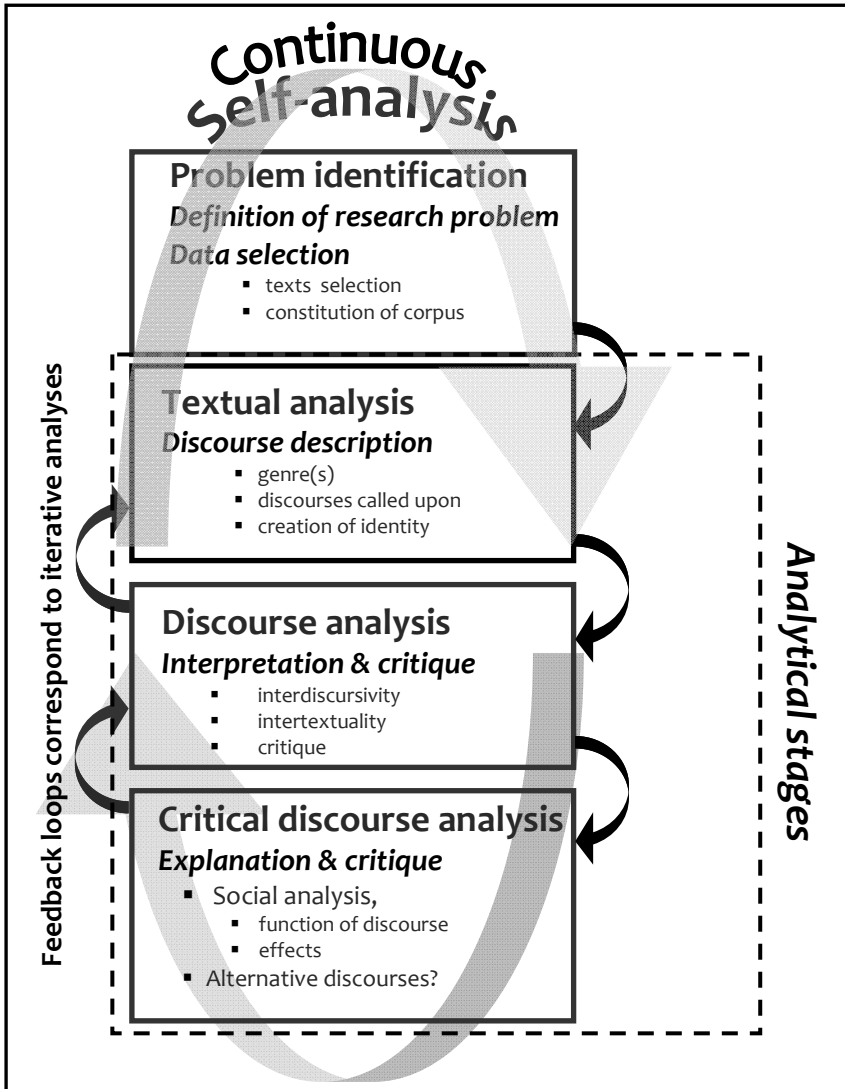 Continuous
Self-analysis
Problem identification
Definition of research problem
Data selection
▪ texts selection
▪ constitution of corpus
Textual analysis
Discourse description
▪ genre(s)
▪ discourses called upon
▪ creation of identity
Discourse analysis
Interpretation & critique
▪ interdiscursivity
▪ intertextuality
▪ critique
Critical discourse analysis
Explanation & critique
▪ Social analysis,
▪ function of discourse
▪ effects
▪ Alternative discourses?
Feedback loops correspond to iterative analyses
Analytical stages